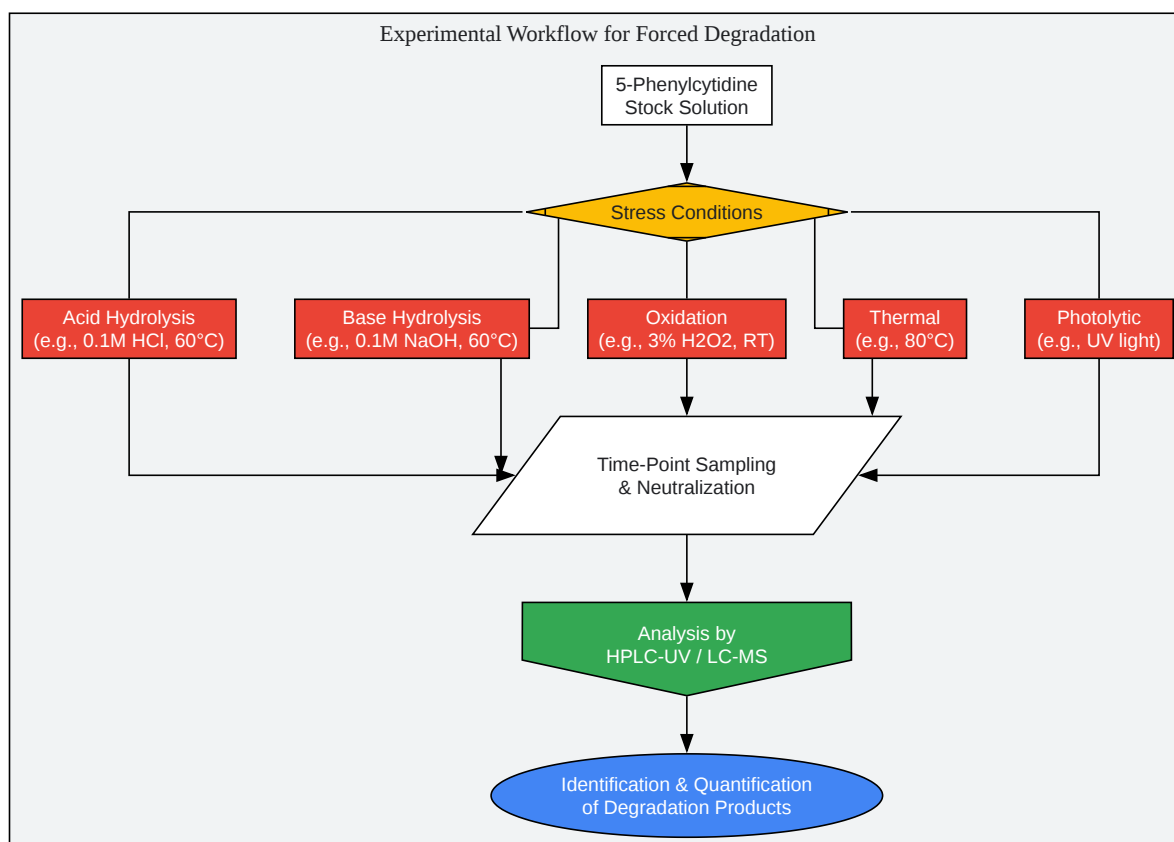 Experimental Workflow for Forced Degradation
5-Phenylcytidine
Stock Solution
Stress Conditions
Acid Hydrolysis
(e.g., 0.1M HCl, 60°C)
Base Hydrolysis
(e.g., 0.1M NaOH, 60°C)
Oxidation
(e.g., 3% H2O2, RT)
Thermal
(e.g., 80°C)
Photolytic
(e.g., UV light)
Time-Point Sampling
& Neutralization
Analysis by
HPLC-UV / LC-MS
Identification & Quantification
of Degradation Products